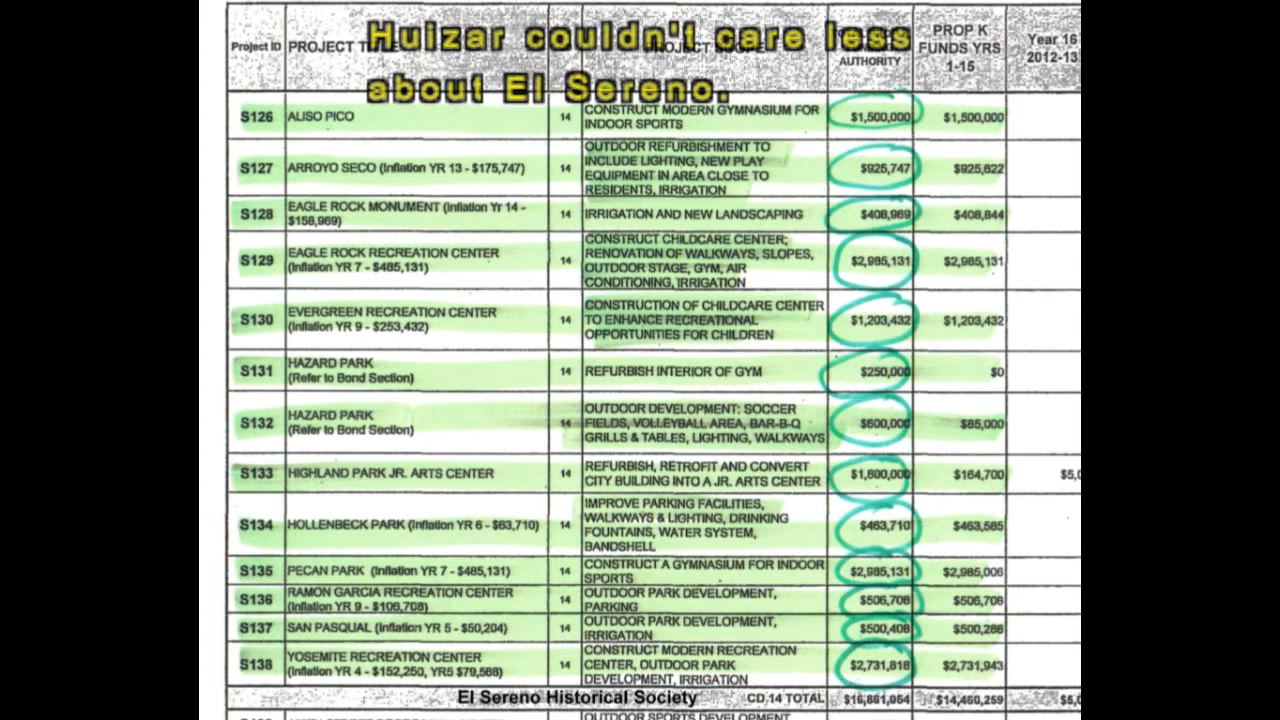 Huizar couldn't care less
about El Sereno.
Project ID PROJECT PROJECT SCOPE AUTHORITY PROP K FUNDS YRS 1-15 Year 16 2012-13
S126 ALISO PICO 14 CONSTRUCT MODERN GYMNASIUM FOR $1,500,000 $1,500,000
INDOOR SPORTS
S127 ARROYO SECO (Inflation YR 13 - $175,747) 14 OUTDOOR REFURBISHMENT TO $925,747 $925,622
INCLUDE LIGHTING, NEW PLAY
EQUIPMENT IN AREA CLOSE TO
RESIDENTS, IRRIGATION
S128 EAGLE ROCK MONUMENT (Inflation Yr 14 - 14 IRRIGATION AND NEW LANDSCAPING $408,969 $408,844
$158,969)
S129 EAGLE ROCK RECREATION CENTER 14 CONSTRUCT CHILDCARE CENTER; $2,985,131 $2,985,131
(Inflation YR 7 - $485,131) RENOVATION OF WALKWAYS, SLOPES,
OUTDOOR STAGE, GYM, AIR
CONDITIONING, IRRIGATION
S130 EVERGREEN RECREATION CENTER 14 CONSTRUCTION OF CHILDCARE CENTER $1,203,432 $1,203,432
(Inflation YR 9 - $253,432) TO ENHANCE RECREATIONAL
OPPORTUNITIES FOR CHILDREN
S131 HAZARD PARK 14 REFURBISH INTERIOR OF GYM $250,000 $0
(Refer to Bond Section)
S132 HAZARD PARK 14 OUTDOOR DEVELOPMENT: SOCCER $600,000 $85,000
(Refer to Bond Section) FIELDS, VOLLEYBALL AREA, BAR-B-Q
GRILLS & TABLES, LIGHTING, WALKWAYS
S133 HIGHLAND PARK JR. ARTS CENTER 14 REFURBISH, RETROFIT AND CONVERT $1,600,000 $164,700 $5,0
CITY BUILDING INTO A JR. ARTS CENTER
S134 HOLLENBECK PARK (Inflation YR 6 - $63,710) 14 IMPROVE PARKING FACILITIES, $463,710 $463,585
WALKWAYS & LIGHTING, DRINKING
FOUNTAINS, WATER SYSTEM,
BANDSHELL
S135 PECAN PARK (Inflation YR 7 - $485,131) 14 CONSTRUCT A GYMNASIUM FOR INDOOR $2,985,131 $2,985,006
SPORTS
S136 RAMON GARCIA RECREATION CENTER 14 OUTDOOR PARK DEVELOPMENT, $506,708 $506,708
(Inflation YR 9 - $106,708) PARKING
S137 SAN PASQUAL (Inflation YR 5 - $50,204) 14 OUTDOOR PARK DEVELOPMENT, $500,408 $500,288
IRRIGATION
S138 YOSEMITE RECREATION CENTER 14 CONSTRUCT MODERN RECREATION $2,731,818 $2,731,943
(Inflation YR 4 - $152,250, YR5 $79,568) CENTER, OUTDOOR PARK
DEVELOPMENT, IRRIGATION
El Sereno Historical Society CD 14 TOTAL $16,661,054 $14,460,259 $5,0
OUTDOOR SPORTS DEVELOPMENT